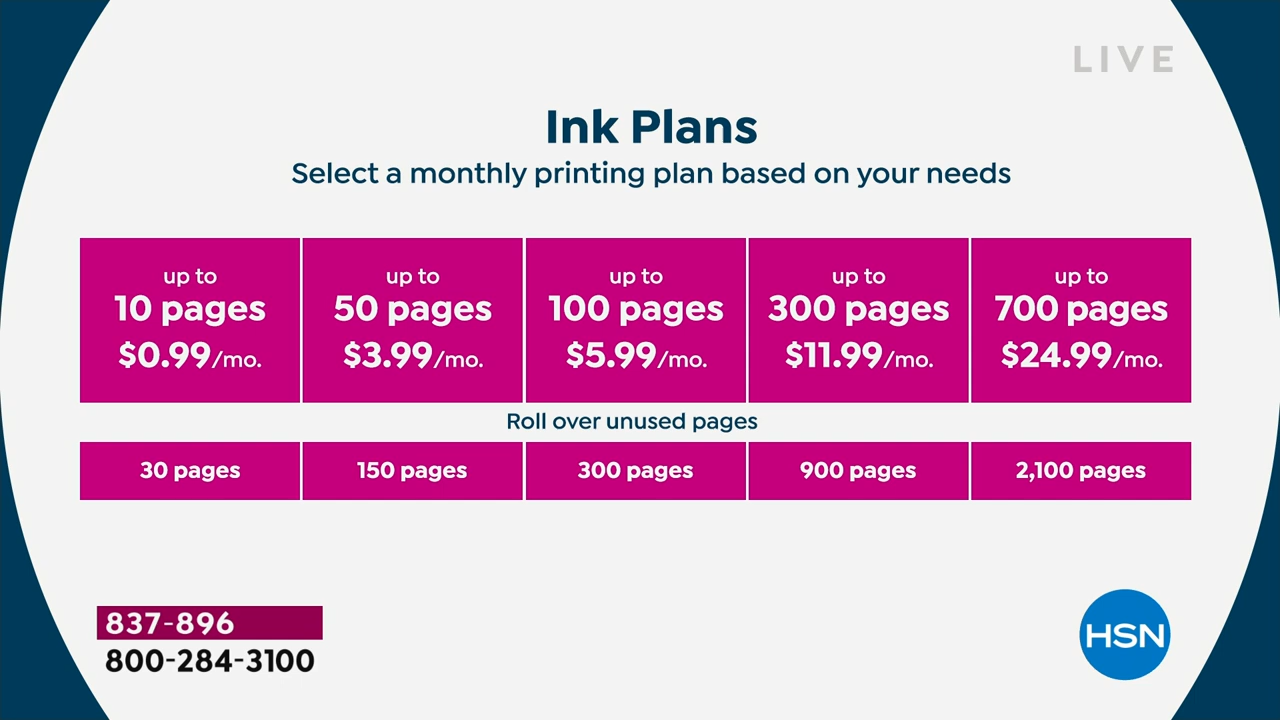 LIVE
Ink Plans
Select a monthly printing plan based on your needs
up to
10 pages
$0.99/mo.
up to
50 pages
$3.99/mo.
up to
100 pages
$5.99/mo.
up to
300 pages
$11.99/mo.
up to
700 pages
$24.99/mo.
Roll over unused pages
30 pages
150 pages
300 pages
900 pages
2,100 pages
837-896
800-284-3100
HSN